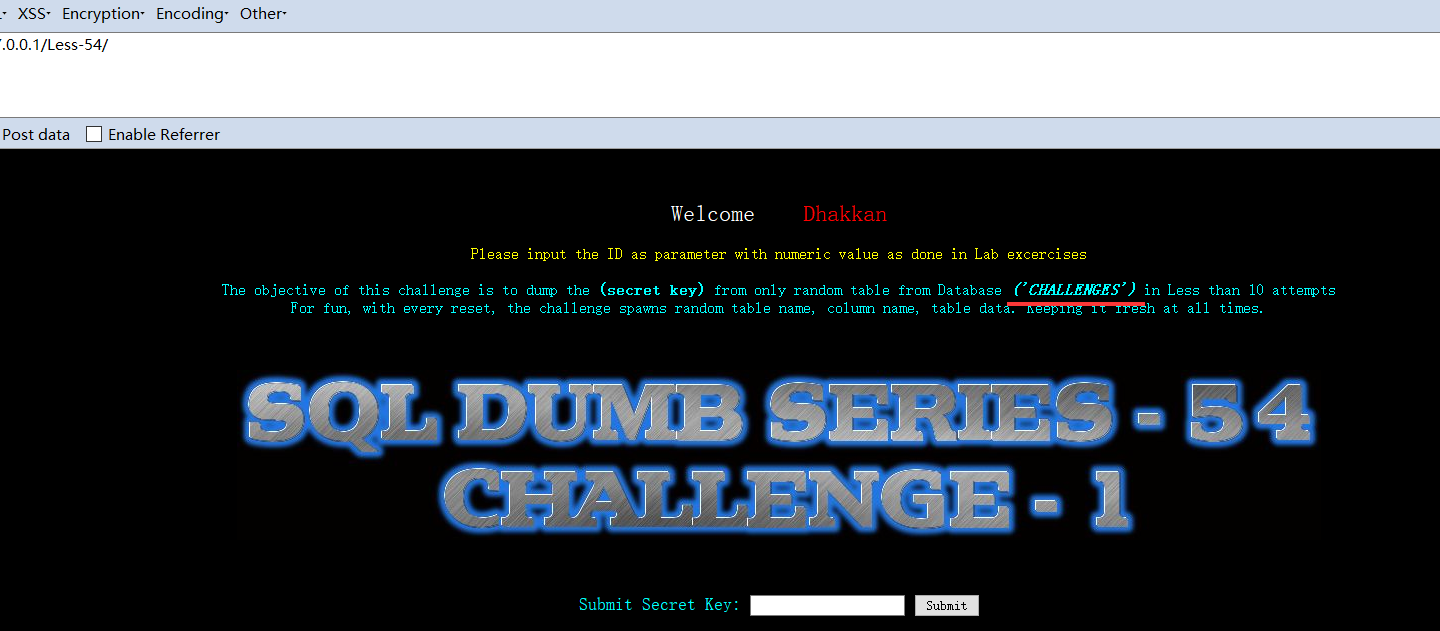 XSS Encryption Encoding Other
.0.0.1/Less-54/
Post data Enable Referrer
Welcome Dhakkan
Please input the ID as parameter with numeric value as done in Lab excercises
The objective of this challenge is to dump the (secret key) from only random table from Database ('CHALLENGES') in Less than 10 attempts
For fun, with every reset, the challenge spawns random table name, column name, table data. Keeping it fresh at all times.
SQL DUMB SERIES - 54
CHALLENGE - 1
Submit Secret Key: Submit